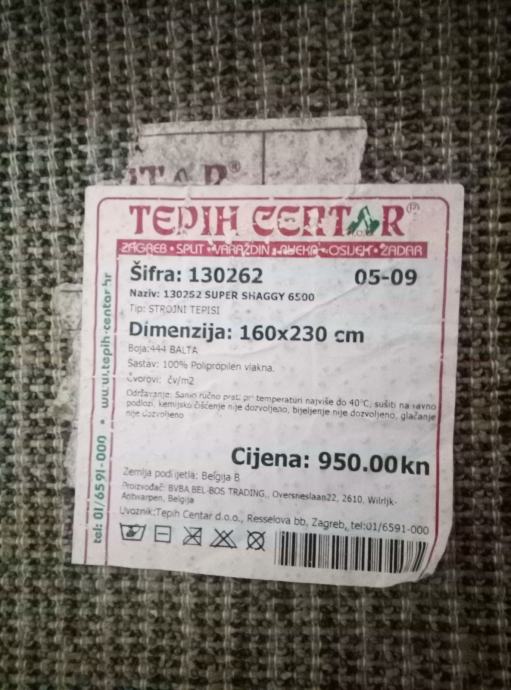 TEPIH CENTAR®
ZAGREB • SPLIT • VARAŽDIN • RIJEKA • OSIJEK • ZADAR
Šifra: 130262 05-09
Naziv: 130252 SUPER SHAGGY 6500
Tip: STROJNI TEPISI
Dimenzija: 160x230 cm
Boja:444 BALTA
Sastav: 100% Polipropilen vlakna.
Čvorovi: čv/m2
Održavanje: Samo ručno prati pri temperaturi najviše do 40°C, sušiti na ravno
podlozi, kemijsko čišćenje nije dozvoljeno, bijeljenje nije dozvoljeno, glačanje
nije dozvoljeno
Cijena: 950.00kn
Zemlja podrijetla: Belgija B
Proizvođač: BVBA BEL-BOS TRADING., Oversneslaan22, 2610, Wilrijk-
Antwarpen, Belgija
Uvoznik:Tepih Centar d.o.o., Resselova bb, Zagreb, tel:01/6591-000
tel: 01/6591-000 • www.tepih-centar.hr